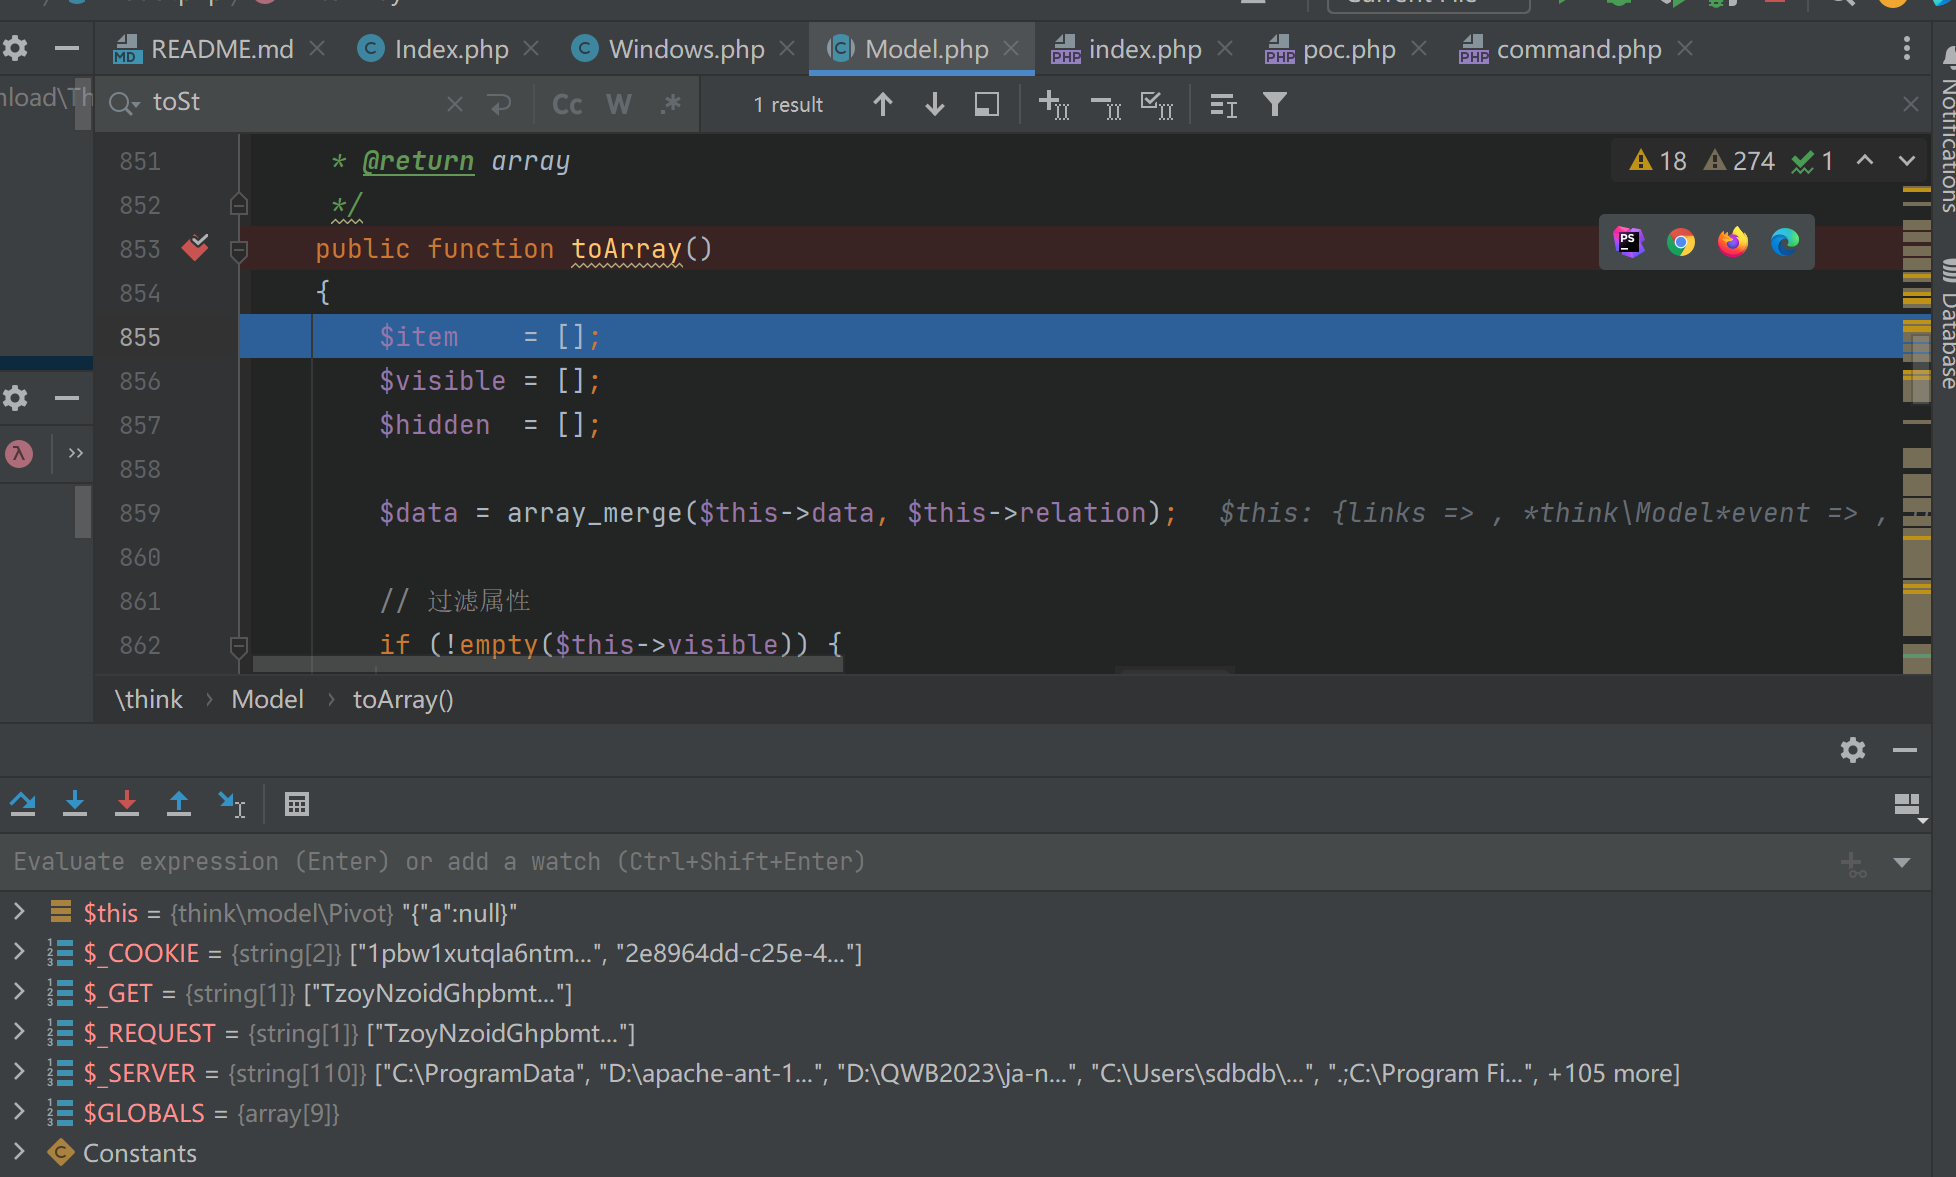 README.md
Index.php
Windows.php
Model.php
index.php
poc.php
command.php
toSt
Cc
W
.*
1 result
851 * @return array
852 */
853 public function toArray()
854 {
855 $item = [];
856 $visible = [];
857 $hidden = [];
858
859 $data = array_merge($this->data, $this->relation); $this: {links => , *think\Model*event => ,
860
861 // 过滤属性
862 if (!empty($this->visible)) {
18 274 1
Notifications
Database
\think › Model › toArray()
Evaluate expression (Enter) or add a watch (Ctrl+Shift+Enter)
$this = {think\model\Pivot} "{"a":null}"
$_COOKIE = {string[2]} ["1pbw1xutqla6ntm...", "2e8964dd-c25e-4..."]
$_GET = {string[1]} ["TzoyNzoidGhpbmt..."]
$_REQUEST = {string[1]} ["TzoyNzoidGhpbmt..."]
$_SERVER = {string[110]} ["C:\ProgramData", "D:\apache-ant-1...", "D:\QWB2023\ja-n...", "C:\Users\sdbdb\...", ".;C:\Program Fi...", +105 more]
$GLOBALS = {array[9]}
Constants